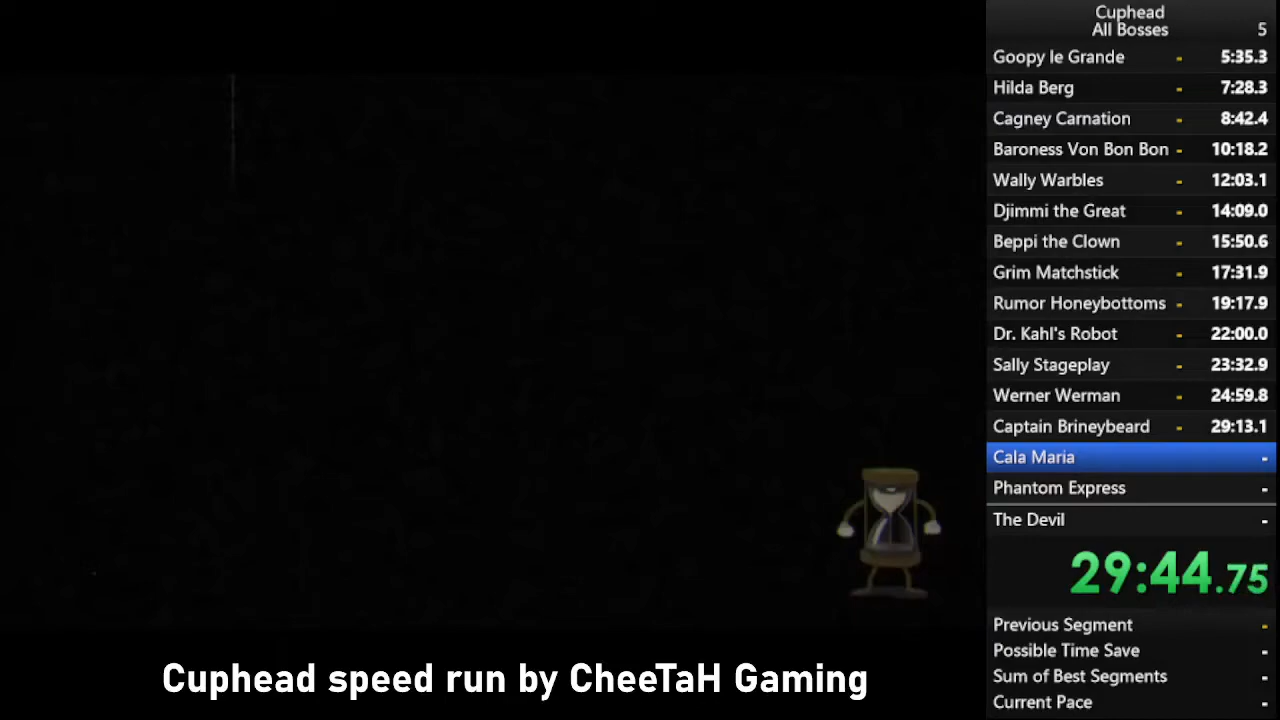 Cuphead
All Bosses 5
Goopy le Grande - 5:35.3
Hilda Berg - 7:28.3
Cagney Carnation - 8:42.4
Baroness Von Bon Bon - 10:18.2
Wally Warbles - 12:03.1
Djimmi the Great - 14:09.0
Beppi the Clown - 15:50.6
Grim Matchstick - 17:31.9
Rumor Honeybottoms - 19:17.9
Dr. Kahl's Robot - 22:00.0
Sally Stageplay - 23:32.9
Werner Werman - 24:59.8
Captain Brineybeard - 29:13.1
Cala Maria -
Phantom Express -
The Devil -
29:44.75
Previous Segment -
Possible Time Save -
Sum of Best Segments -
Current Pace -
Cuphead speed run by CheeTaH Gaming